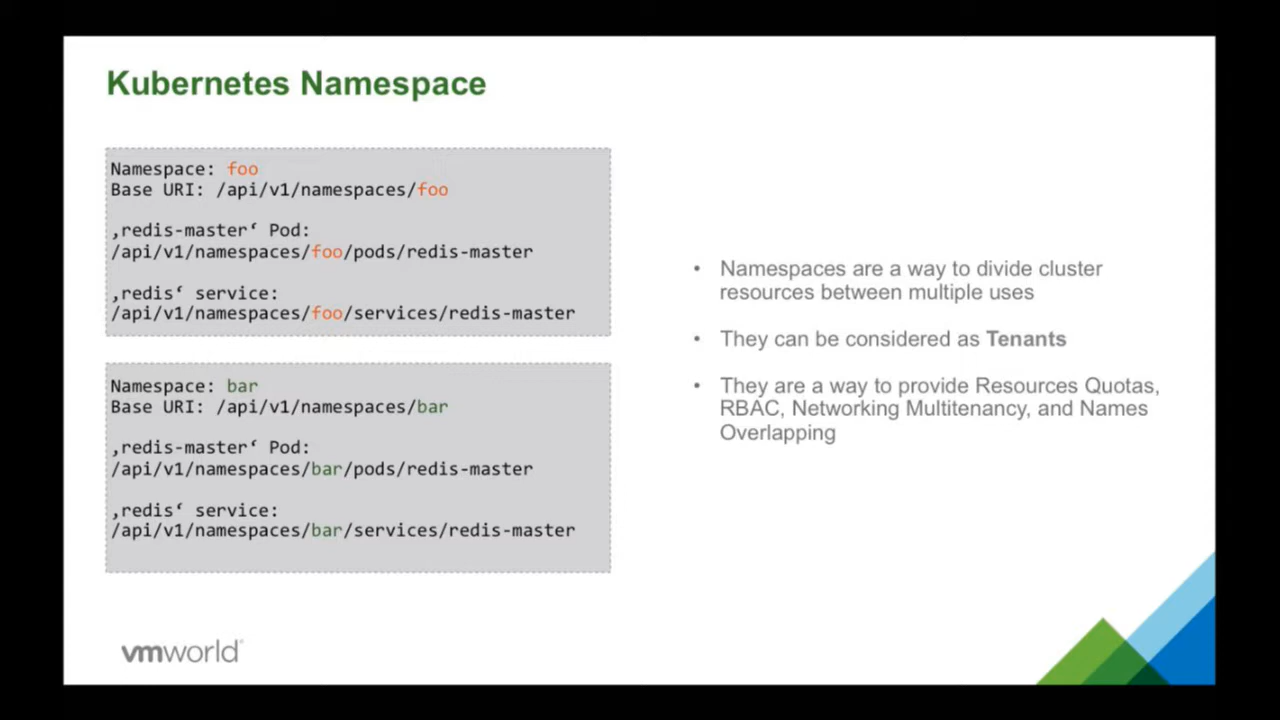 Kubernetes Namespace
Namespace: foo
Base URI: /api/v1/namespaces/foo
‚redis-master‘ Pod:
/api/v1/namespaces/foo/pods/redis-master
‚redis‘ service:
/api/v1/namespaces/foo/services/redis-master
Namespace: bar
Base URI: /api/v1/namespaces/bar
‚redis-master‘ Pod:
/api/v1/namespaces/bar/pods/redis-master
‚redis‘ service:
/api/v1/namespaces/bar/services/redis-master
• Namespaces are a way to divide cluster
resources between multiple uses
• They can be considered as Tenants
• They are a way to provide Resources Quotas,
RBAC, Networking Multitenancy, and Names
Overlapping
vmworld®